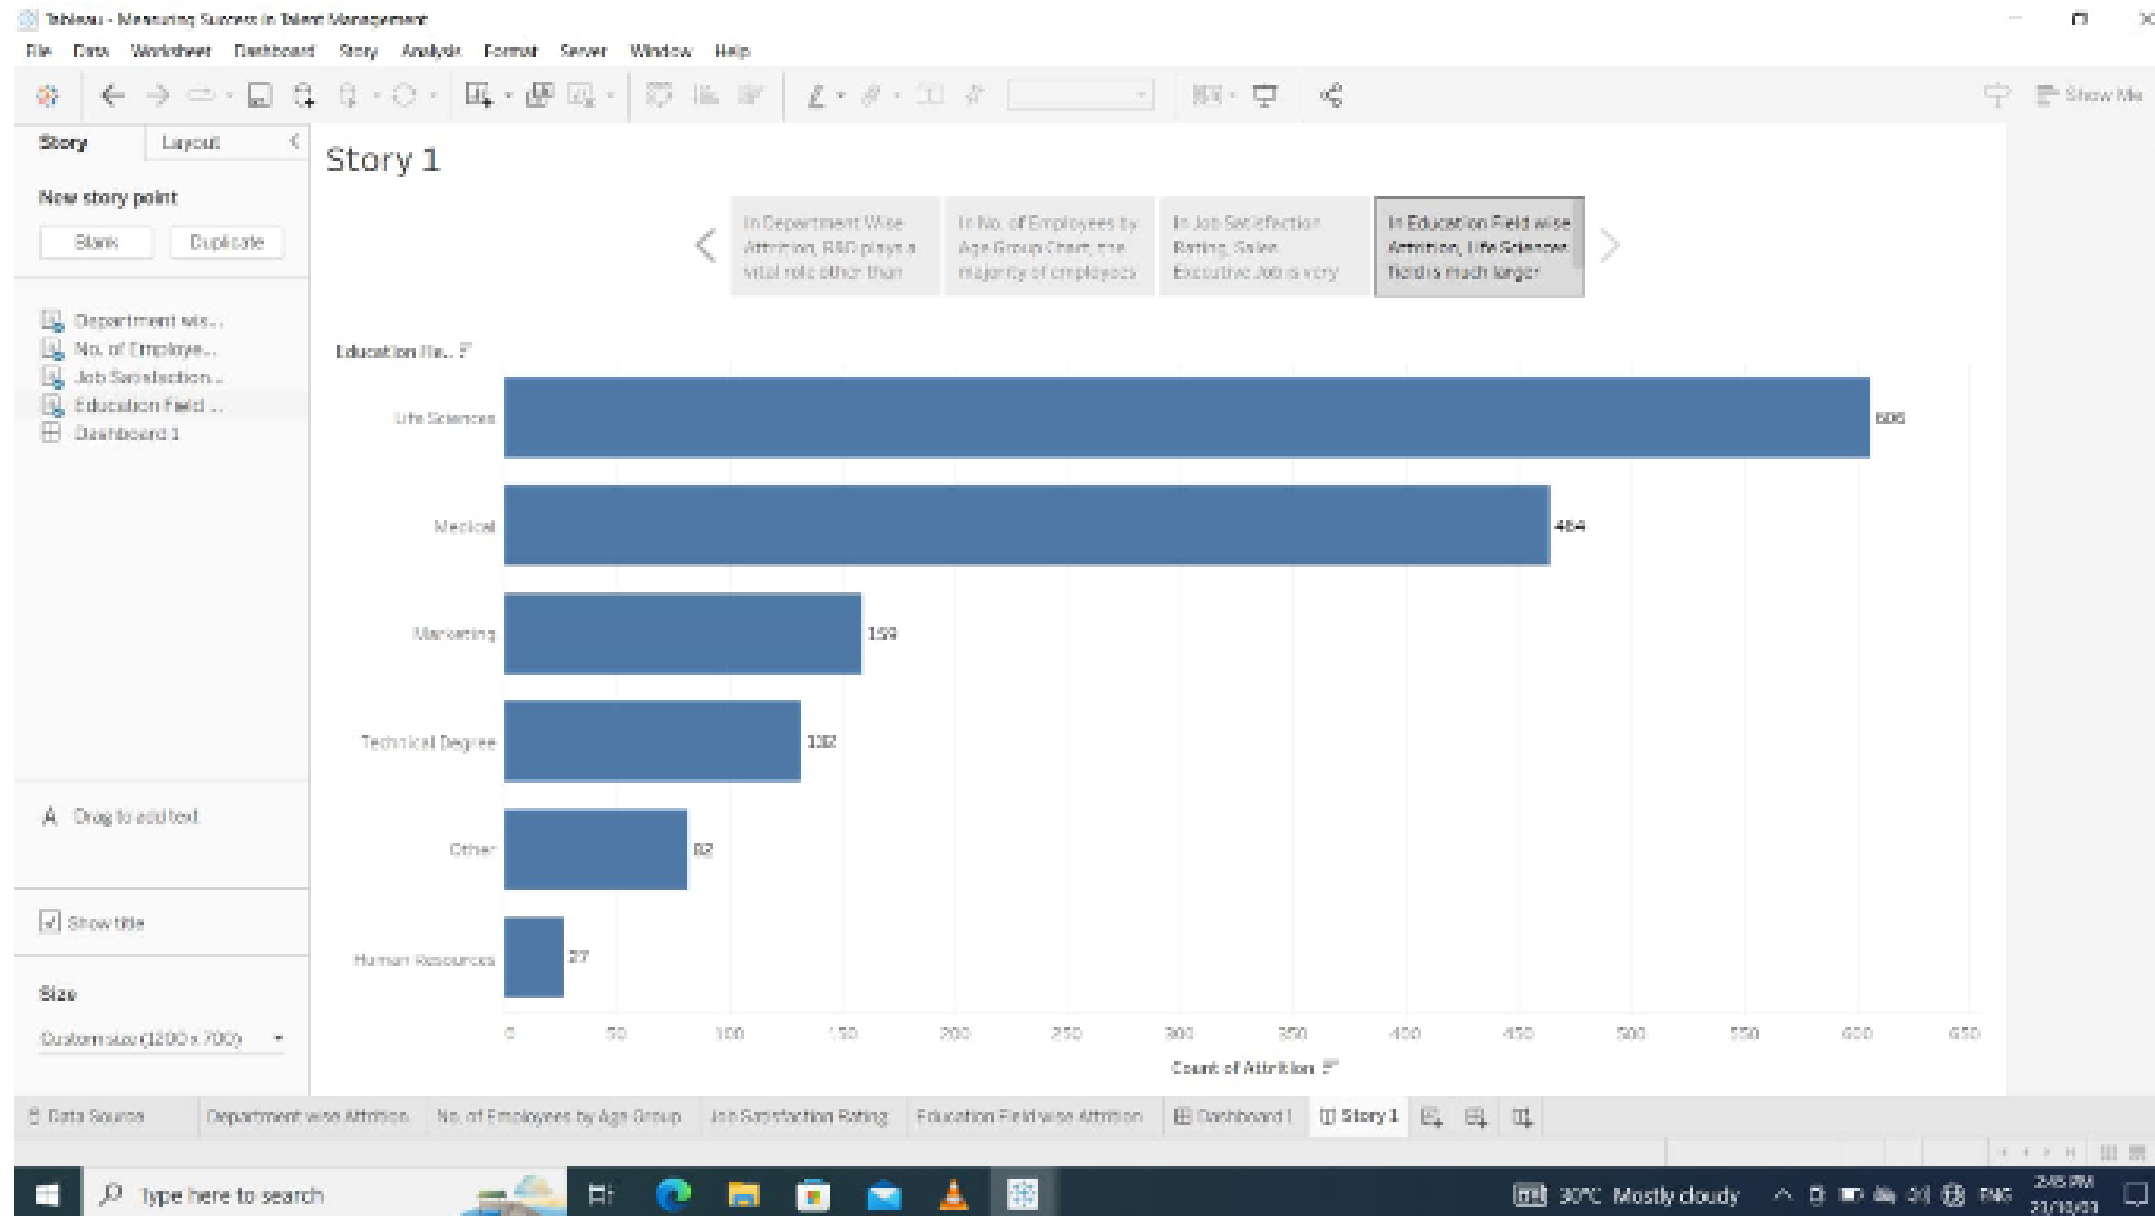 Tableau - Measuring Success in Talent Management
File Data Worksheet Dashboard Story Analysis Format Server Window Help
Show Me
Story Layout
New story point
Blank Duplicate
Department wis...
No. of Employe...
Job Satisfaction...
Education Field ...
Dashboard 1
A Drag to add text
Show title
Size
Custom size (1200 x 700)
Story 1
In Department Wise
Attrition, R&D plays a
vital role other than
In No. of Employees by
Age Group Chart, the
majority of employees
In Job Satisfaction
Rating, Sales
Executive Job is very
In Education Field wise
Attrition, Life Sciences
field is much larger
Education Fie..
Life Sciences 606
Medical 464
Marketing 159
Technical Degree 132
Other 82
Human Resources 27
0 50 100 150 200 250 300 350 400 450 500 550 600 650
Count of Attrition
Data Source Department wise Attrition No. of Employees by Age Group Job Satisfaction Rating Education Field wise Attrition Dashboard 1 Story 1
Type here to search
30°C Mostly cloudy
2:45 PM